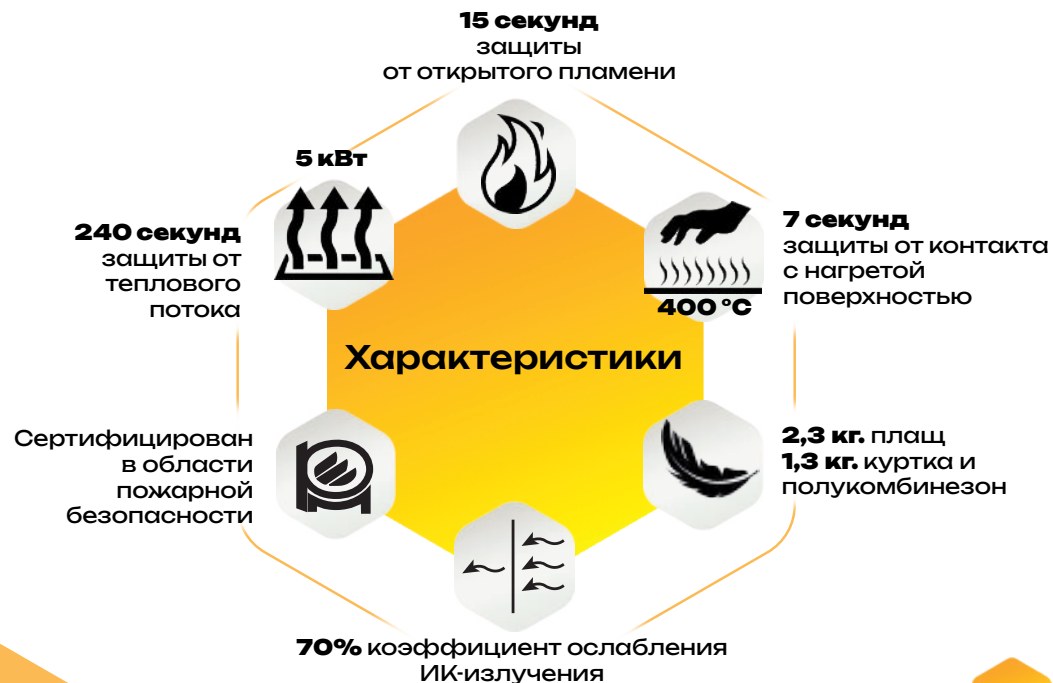 15 секунд
защиты
от открытого пламени
5 кВт
240 секунд
защиты от
теплового
потока
7 секунд
защиты от контакта
с нагретой
поверхностью
400 °C
Характеристики
Сертифицирован
в области
пожарной
безопасности
2,3 кг. плащ
1,3 кг. куртка и
полукомбинезон
70% коэффициент ослабления
ИК-излучения